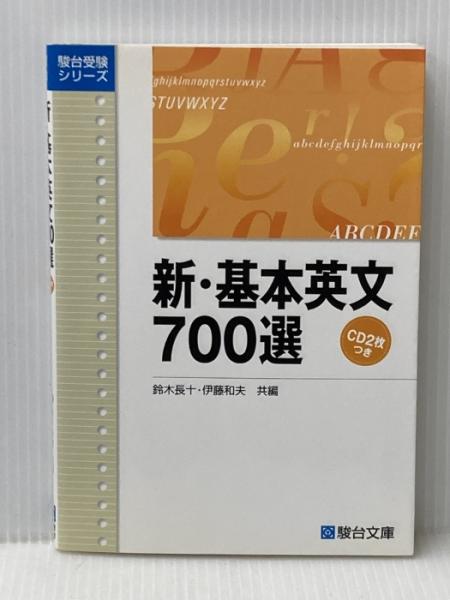 駿台受験
シリーズ
ghijklmnopqrstuvwxyz
STUVWXYZ
abcdefghijklmnopqr
ABCDEF
新・基本英文
700選
CD2枚
つき
鈴木長十・伊藤和夫 共編
駿台文庫